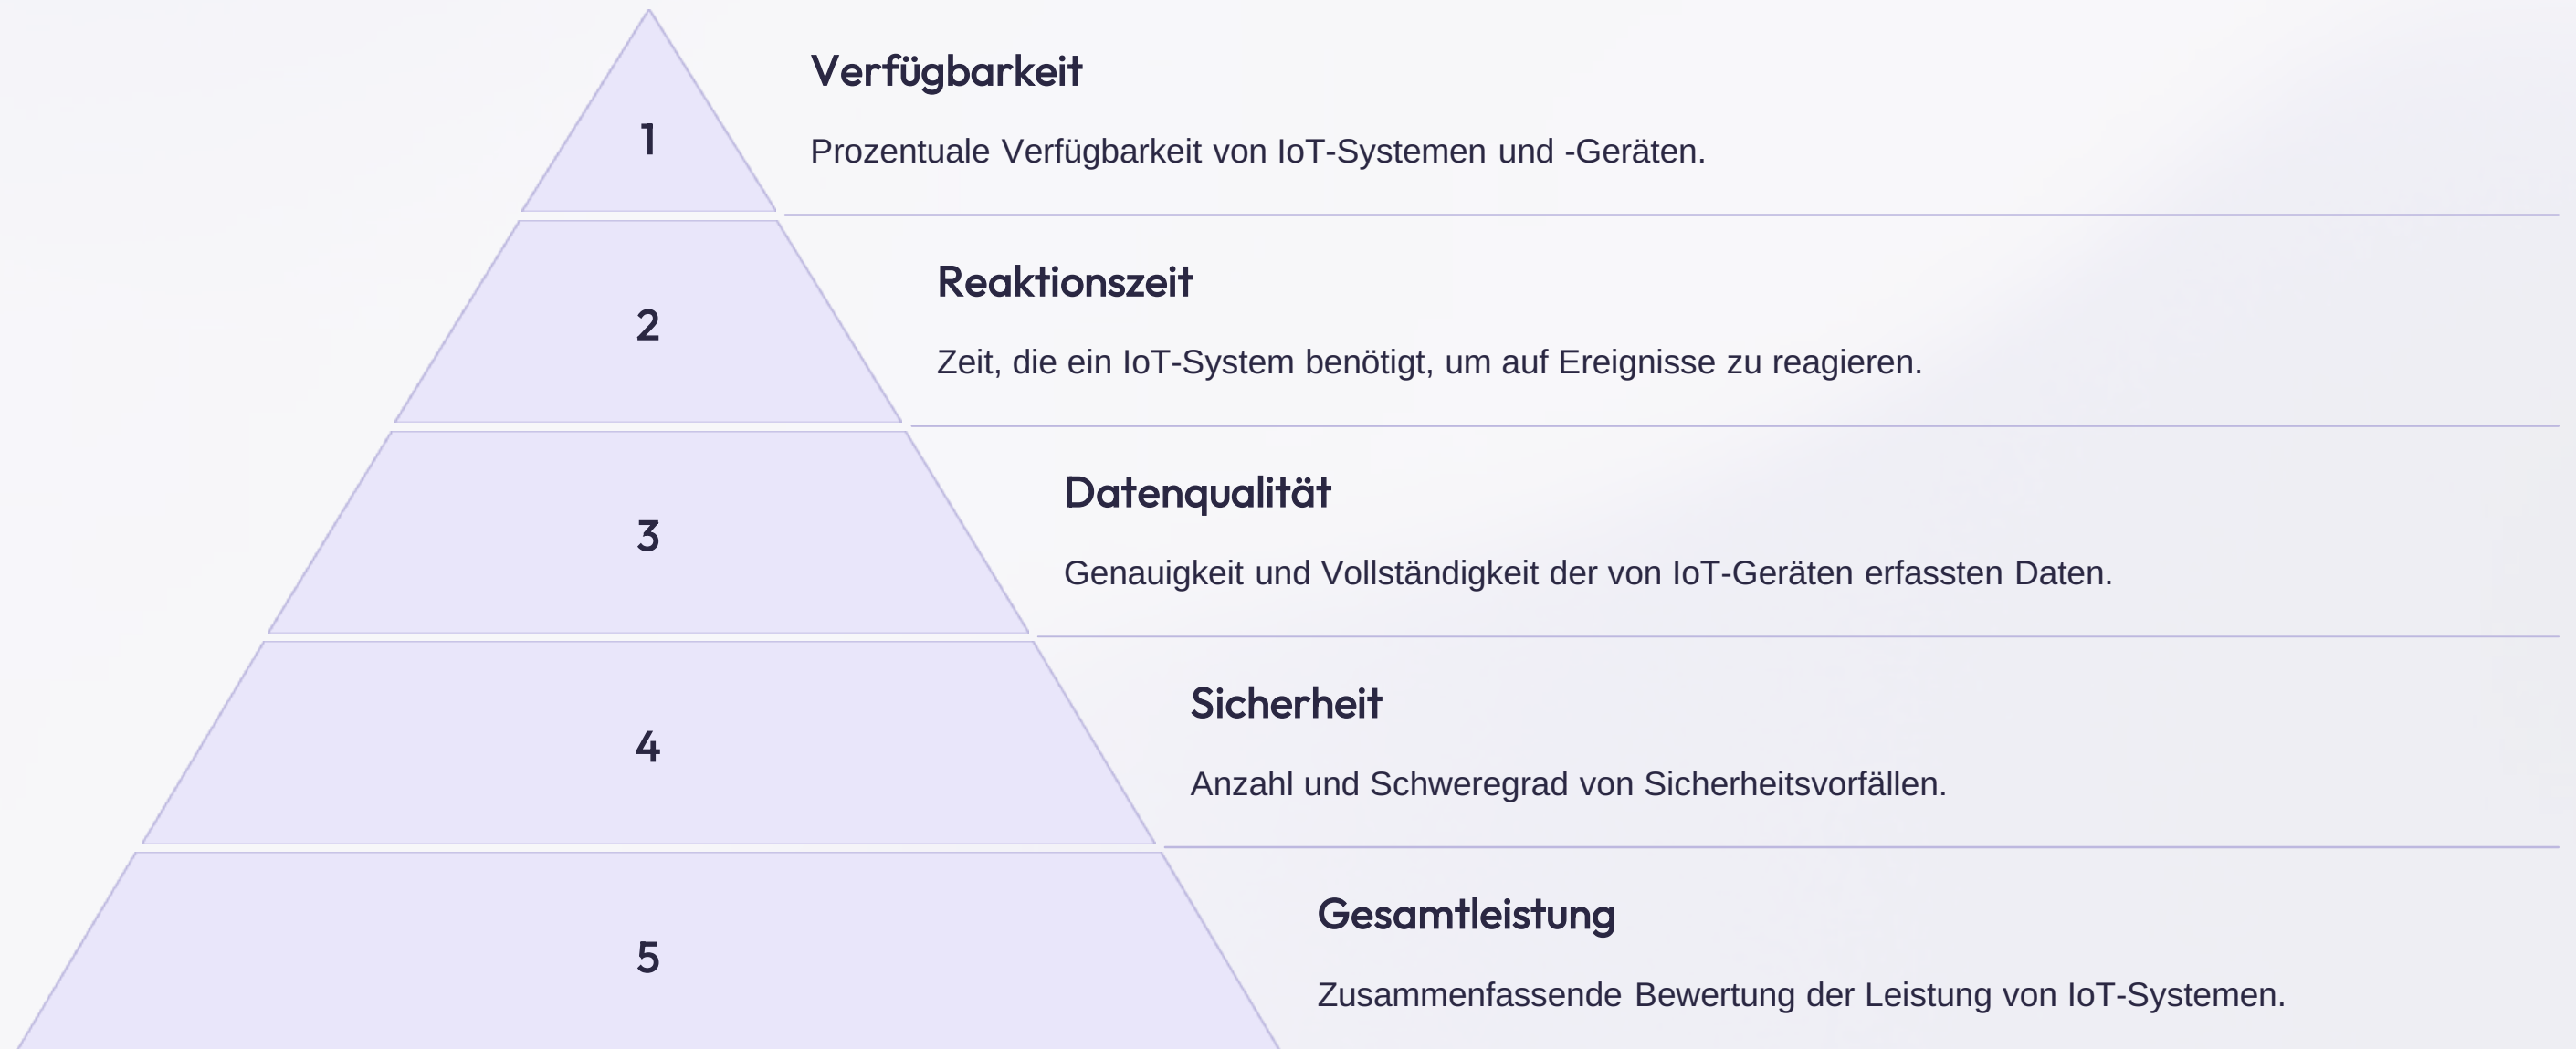 1
Verfügbarkeit
Prozentuale Verfügbarkeit von IoT-Systemen und -Geräten.
2
Reaktionszeit
Zeit, die ein IoT-System benötigt, um auf Ereignisse zu reagieren.
3
Datenqualität
Genauigkeit und Vollständigkeit der von IoT-Geräten erfassten Daten.
4
Sicherheit
Anzahl und Schweregrad von Sicherheitsvorfällen.
5
Gesamtleistung
Zusammenfassende Bewertung der Leistung von IoT-Systemen.